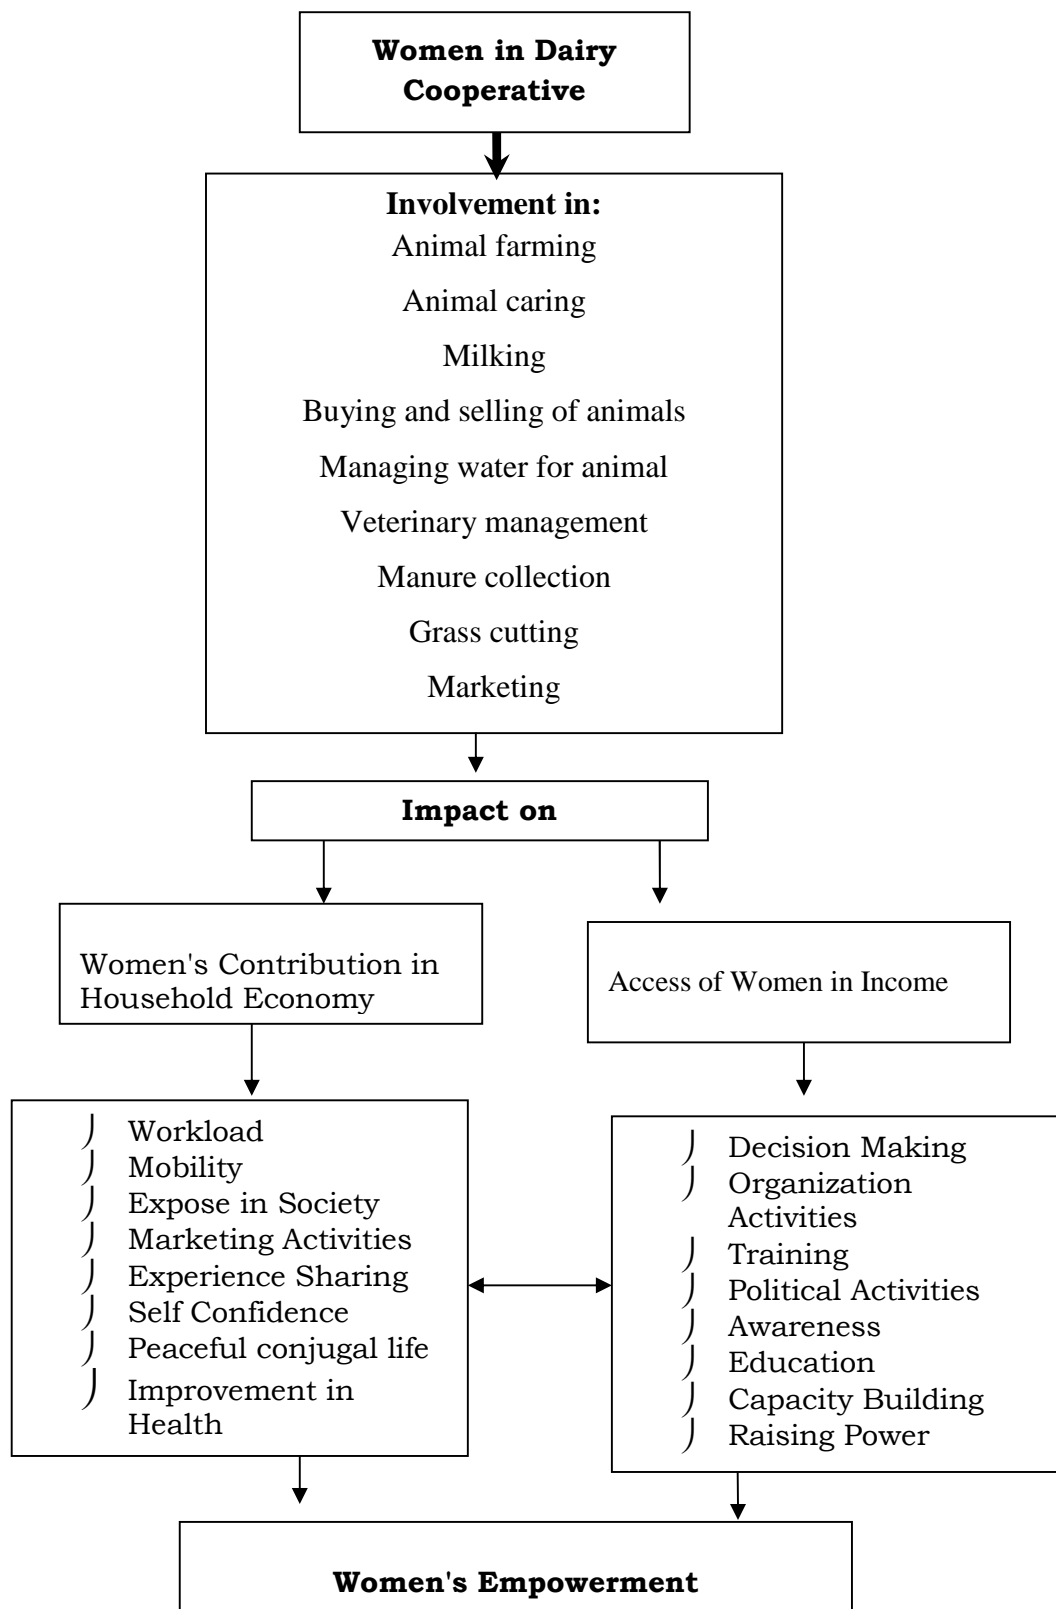 Women in Dairy
Cooperative
Involvement in:
Animal farming
Animal caring
Milking
Buying and selling of animals
Managing water for animal
Veterinary management
Manure collection
Grass cutting
Marketing
Impact on
Women's Contribution in
Household Economy
Access of Women in Income
Workload
Mobility
Expose in Society
Marketing Activities
Experience Sharing
Self Confidence
Peaceful conjugal life
Improvement in
Health
Decision Making
Organization
Activities
Training
Political Activities
Awareness
Education
Capacity Building
Raising Power
Women's Empowerment